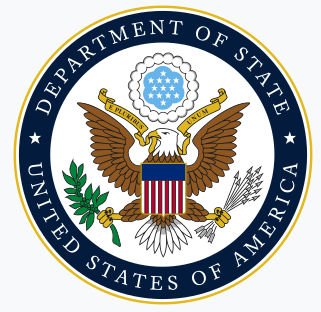 DEPARTMENT OF STATE
E PLURIBUS UNUM
UNITED STATES OF AMERICA